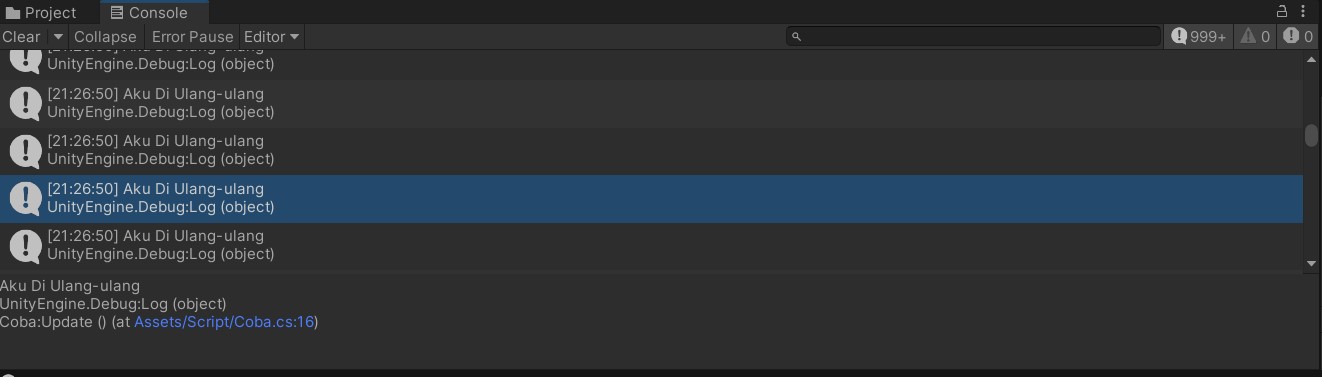 Project
Console
Clear Collapse Error Pause Editor 999+ 0 0
[21:26:50] Aku Di Ulang-ulang
UnityEngine.Debug:Log (object)
[21:26:50] Aku Di Ulang-ulang
UnityEngine.Debug:Log (object)
[21:26:50] Aku Di Ulang-ulang
UnityEngine.Debug:Log (object)
[21:26:50] Aku Di Ulang-ulang
UnityEngine.Debug:Log (object)
[21:26:50] Aku Di Ulang-ulang
UnityEngine.Debug:Log (object)
Aku Di Ulang-ulang
UnityEngine.Debug:Log (object)
Coba:Update () (at Assets/Script/Coba.cs:16)